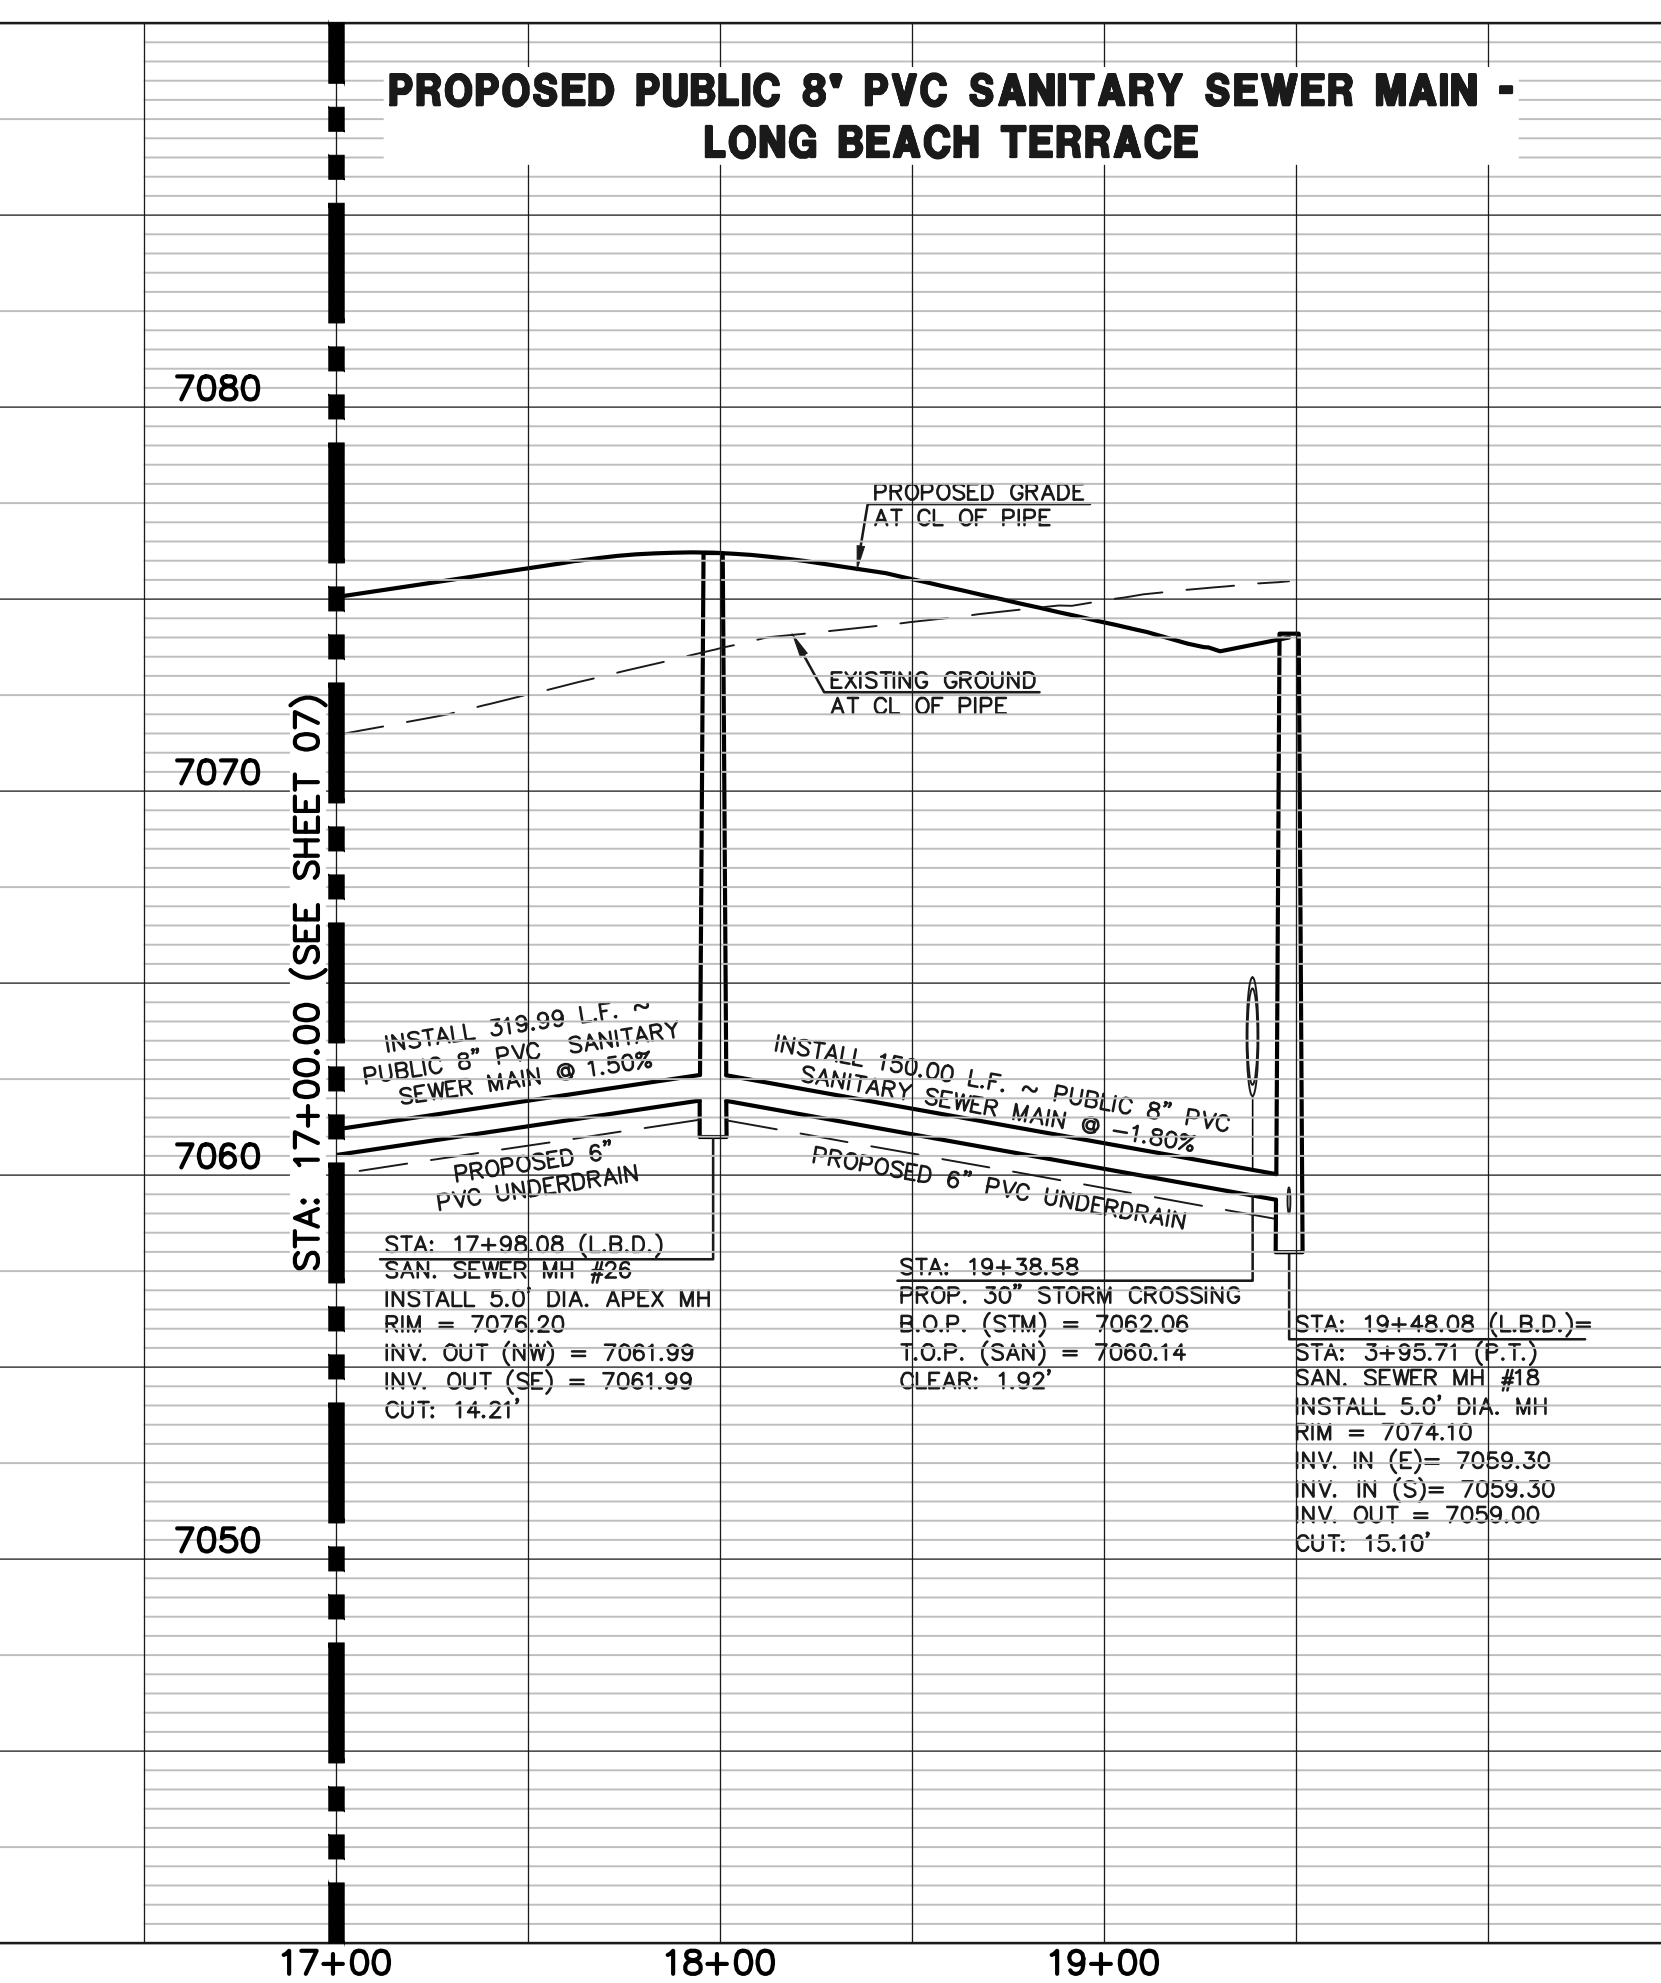 PROPOSED PUBLIC 8" PVC SANITARY SEWER MAIN -
LONG BEACH TERRACE
7080
7070
7060
7050
STA: 17+00.00 (SEE SHEET 07)
PROPOSED GRADE
AT CL OF PIPE
EXISTING GROUND
AT CL OF PIPE
INSTALL 319.99 L.F. ~
PUBLIC 8" PVC SANITARY
SEWER MAIN @ 1.50%
INSTALL 150.00 L.F. ~ PUBLIC 8" PVC
SANITARY SEWER MAIN @ -1.80%
PROPOSED 6"
PVC UNDERDRAIN
PROPOSED 6" PVC UNDERDRAIN
STA: 17+98.08 (L.B.D.)
SAN. SEWER MH #26
INSTALL 5.0' DIA. APEX MH
RIM = 7076.20
INV. OUT (NW) = 7061.99
INV. OUT (SE) = 7061.99
CUT: 14.21'
STA: 19+38.58
PROP. 30" STORM CROSSING
B.O.P. (STM) = 7062.06
T.O.P. (SAN) = 7060.14
CLEAR: 1.92'
STA: 19+48.08 (L.B.D.)=
STA: 3+95.71 (P.T.)
SAN. SEWER MH #18
INSTALL 5.0' DIA. MH
RIM = 7074.10
INV. IN (E)= 7059.30
INV. IN (S)= 7059.30
INV. OUT = 7059.00
CUT: 15.10'
17+00
18+00
19+00